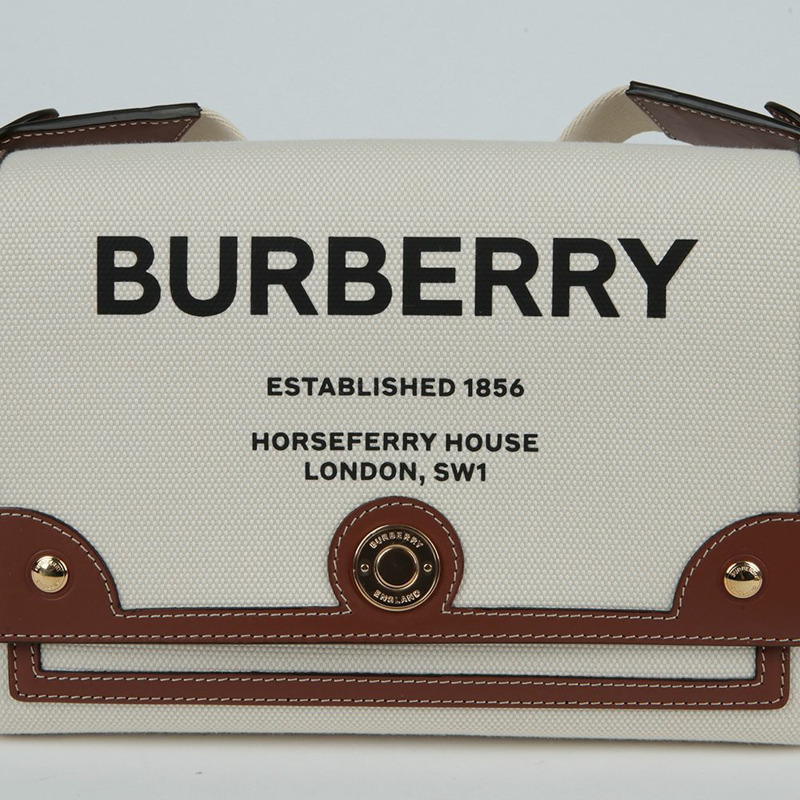 BURBERRY
ESTABLISHED 1856
HORSEFERRY HOUSE
LONDON, SW1
BURBERRY
ENGLAND